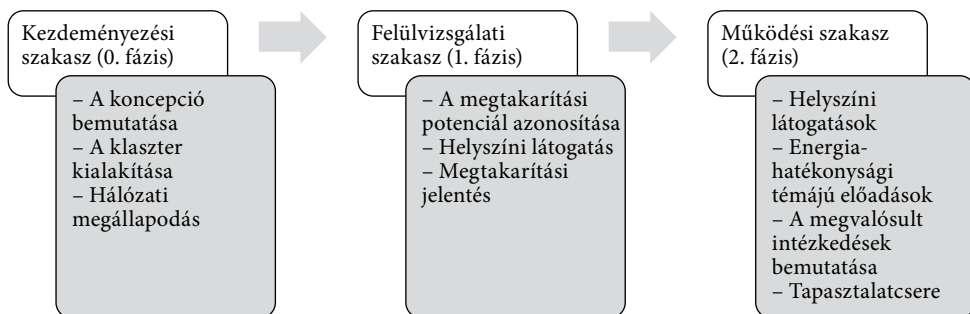 Kezdeményezési
szakasz (0. fázis)
– A koncepció
bemutatása
– A klaszter
kialakítása
– Hálózati
megállapodás
Felülvizsgálati
szakasz (1. fázis)
– A megtakarítási
potenciál azonosítása
– Helyszíni látogatás
– Megtakarítási
jelentés
Működési szakasz
(2. fázis)
– Helyszíni
látogatások
– Energia-
hatékonysági
témájú előadások
– A megvalósult
intézkedések
bemutatása
– Tapasztalatcsere